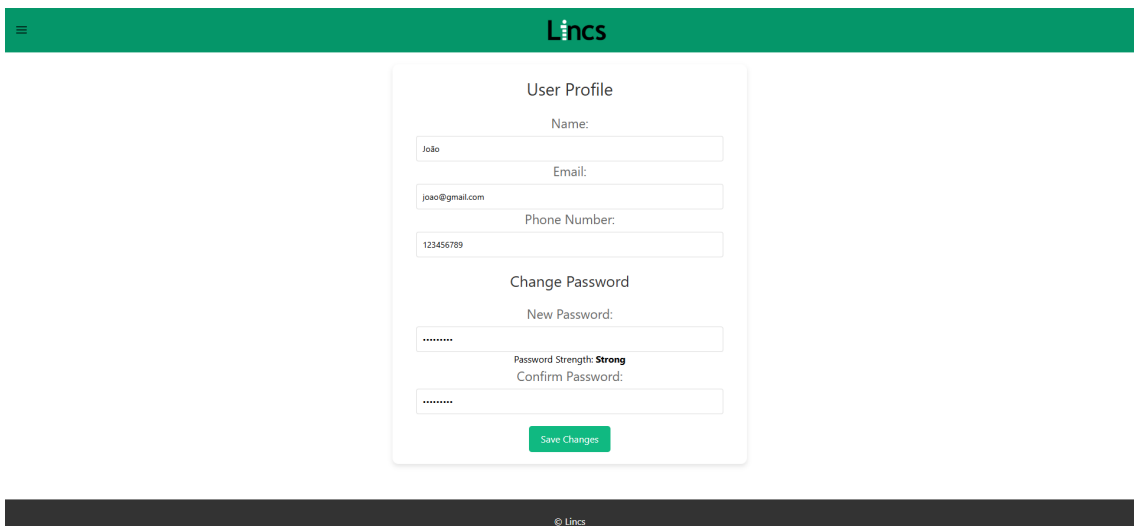 Lincs
User Profile
Name:
João
Email:
joao@gmail.com
Phone Number:
123456789
Change Password
New Password:
•••••••••
Password Strength: Strong
Confirm Password:
•••••••••
Save Changes
© Lincs